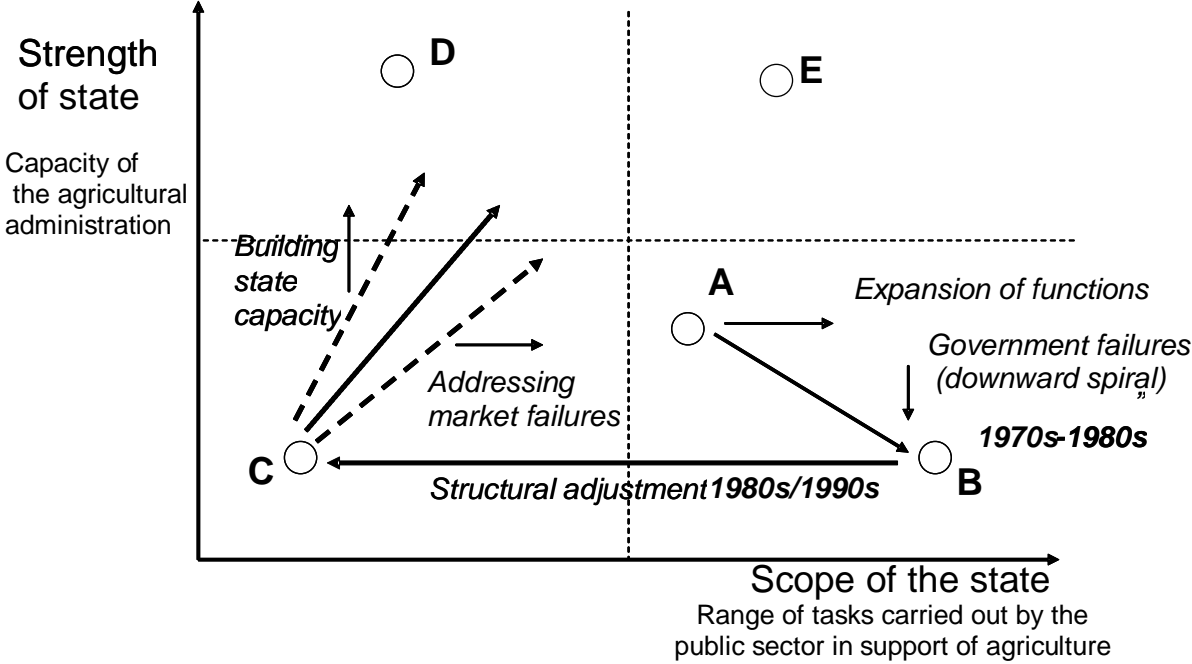 Strength
of state
Capacity of
the agricultural
administration
D
E
Building
state
capacity
A
Expansion of functions
Government failures
(downward spiral)
”
1970s-1980s
Addressing
market failures
C
B
Structural adjustment 1980s/1990s
Scope of the state
Range of tasks carried out by the
public sector in support of agriculture